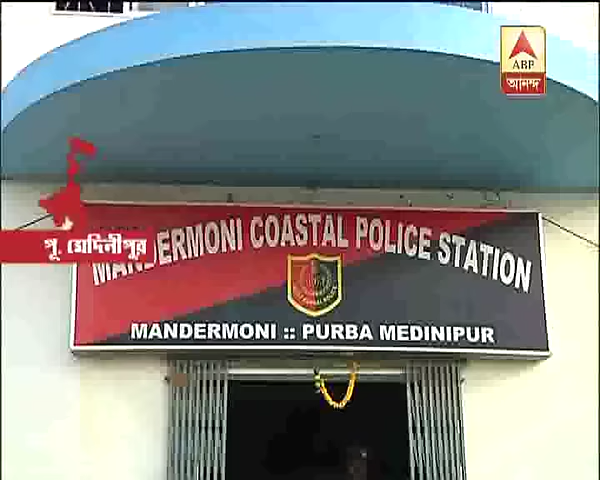 ABP
আনন্দ
পূ. মেদিনীপুর
MANDERMONI COASTAL POLICE STATION
MANDERMONI :: PURBA MEDINIPUR